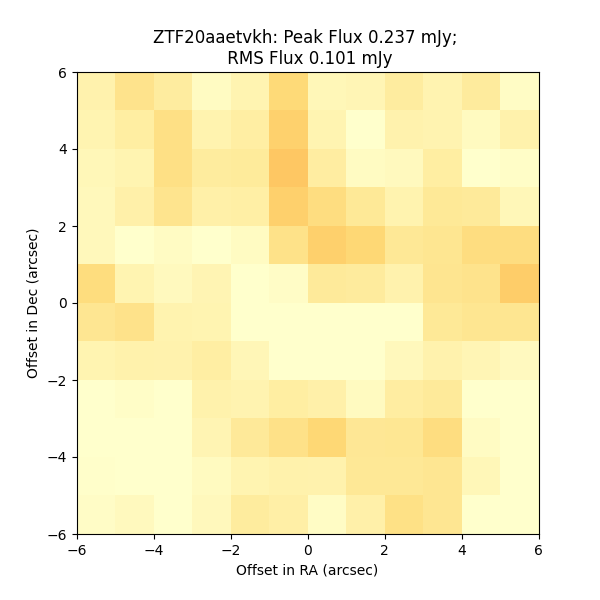 ZTF20aaetvkh: Peak Flux 0.237 mJy;
RMS Flux 0.101 mJy
6
4
2
0
−2
−4
−6
Offset in Dec (arcsec)
−6 −4 −2 0 2 4 6
Offset in RA (arcsec)